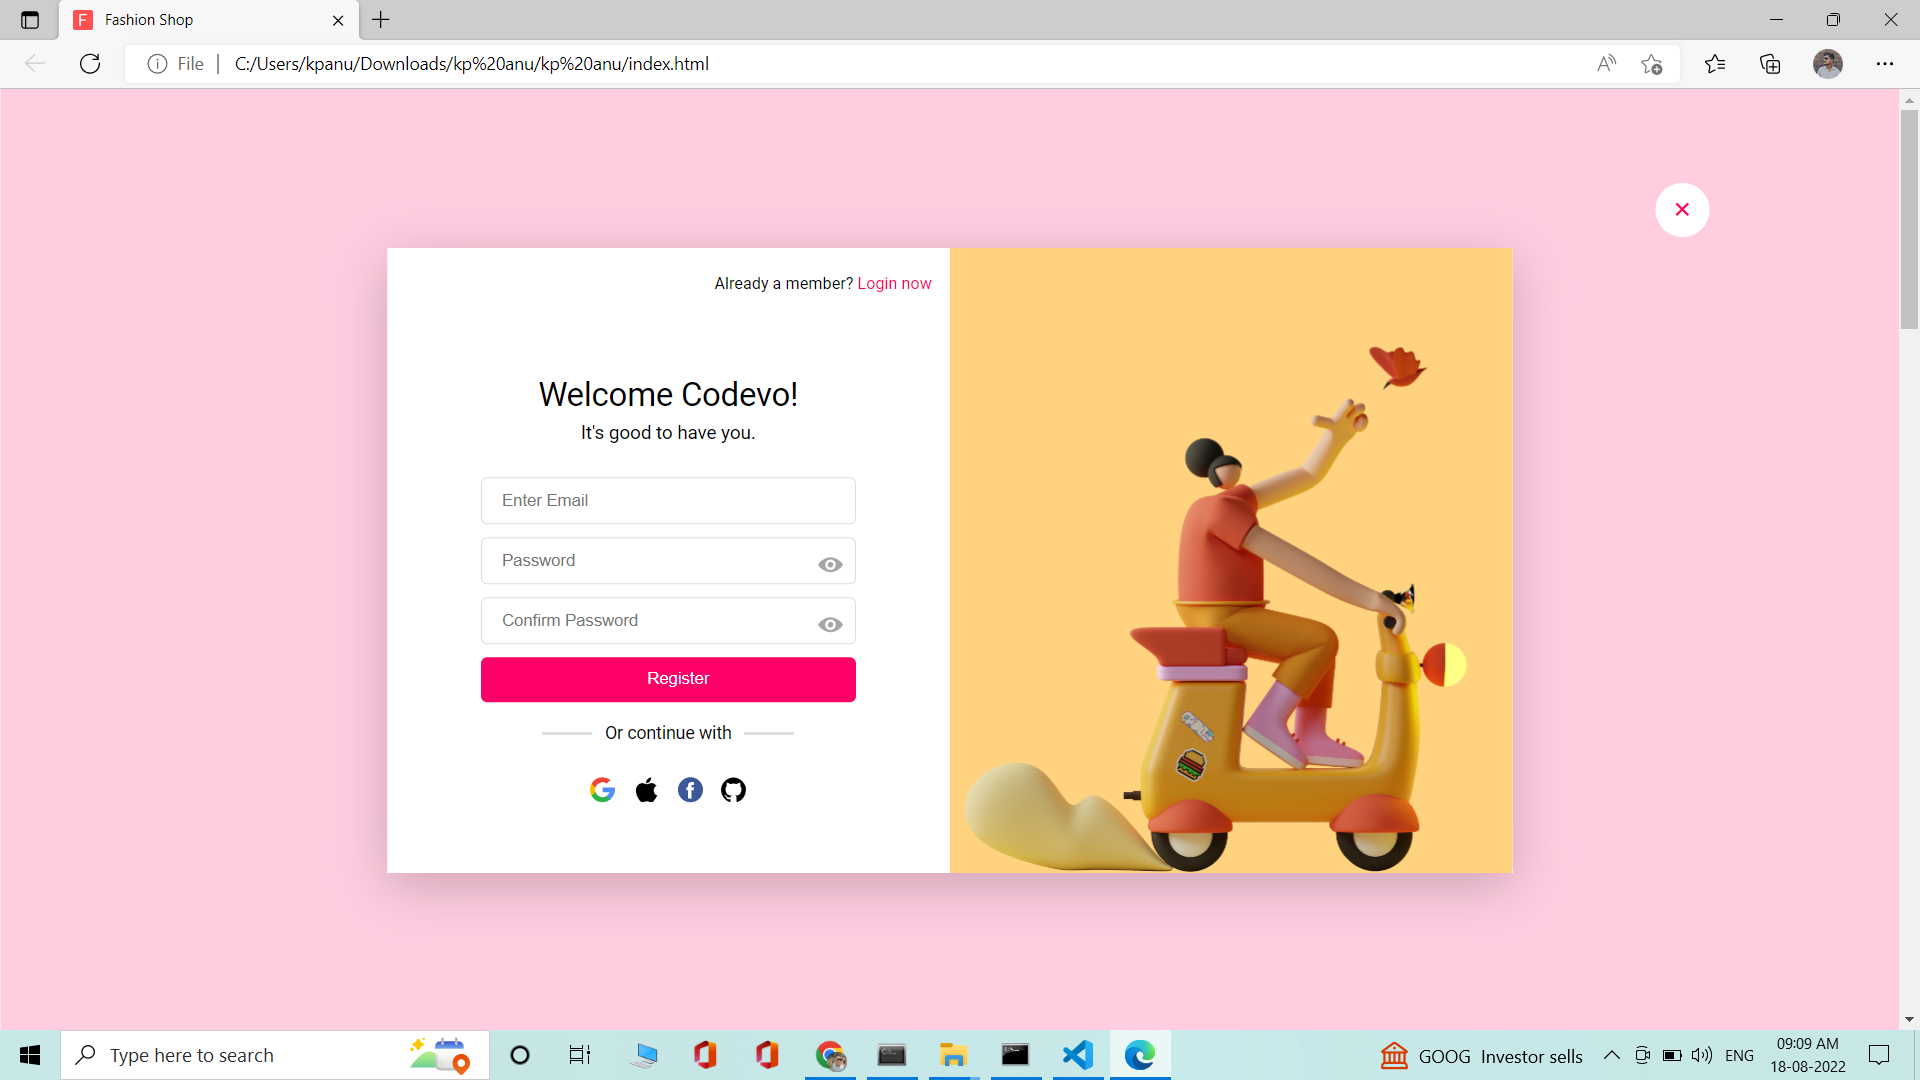 F Fashion Shop
File
C:/Users/kpanu/Downloads/kp%20anu/kp%20anu/index.html
Already a member? Login now
Welcome Codevo!
It's good to have you.
Enter Email
Password
Confirm Password
Register
Or continue with
Type here to search
GOOG Investor sells
ENG
09:09 AM
18-08-2022